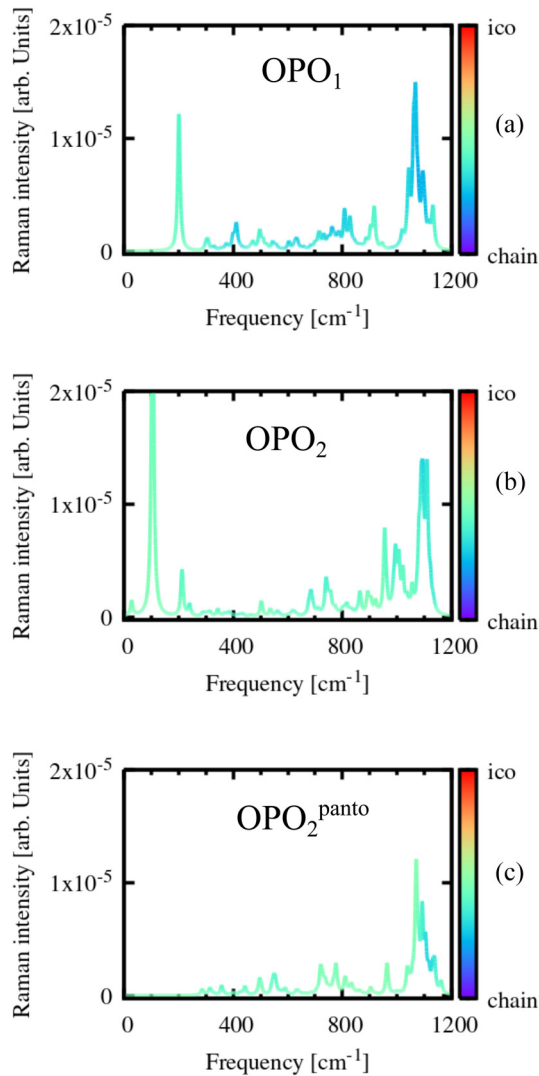 2x10⁻⁵
1x10⁻⁵
0
Raman intensity [arb. Units]
OPO₁
ico
(a)
chain
0 400 800 1200
Frequency [cm⁻¹]
2x10⁻⁵
1x10⁻⁵
0
Raman intensity [arb. Units]
OPO₂
ico
(b)
chain
0 400 800 1200
Frequency [cm⁻¹]
2x10⁻⁵
1x10⁻⁵
0
Raman intensity [arb. Units]
OPO₂ᵖᵃⁿᵗᵒ
ico
(c)
chain
0 400 800 1200
Frequency [cm⁻¹]